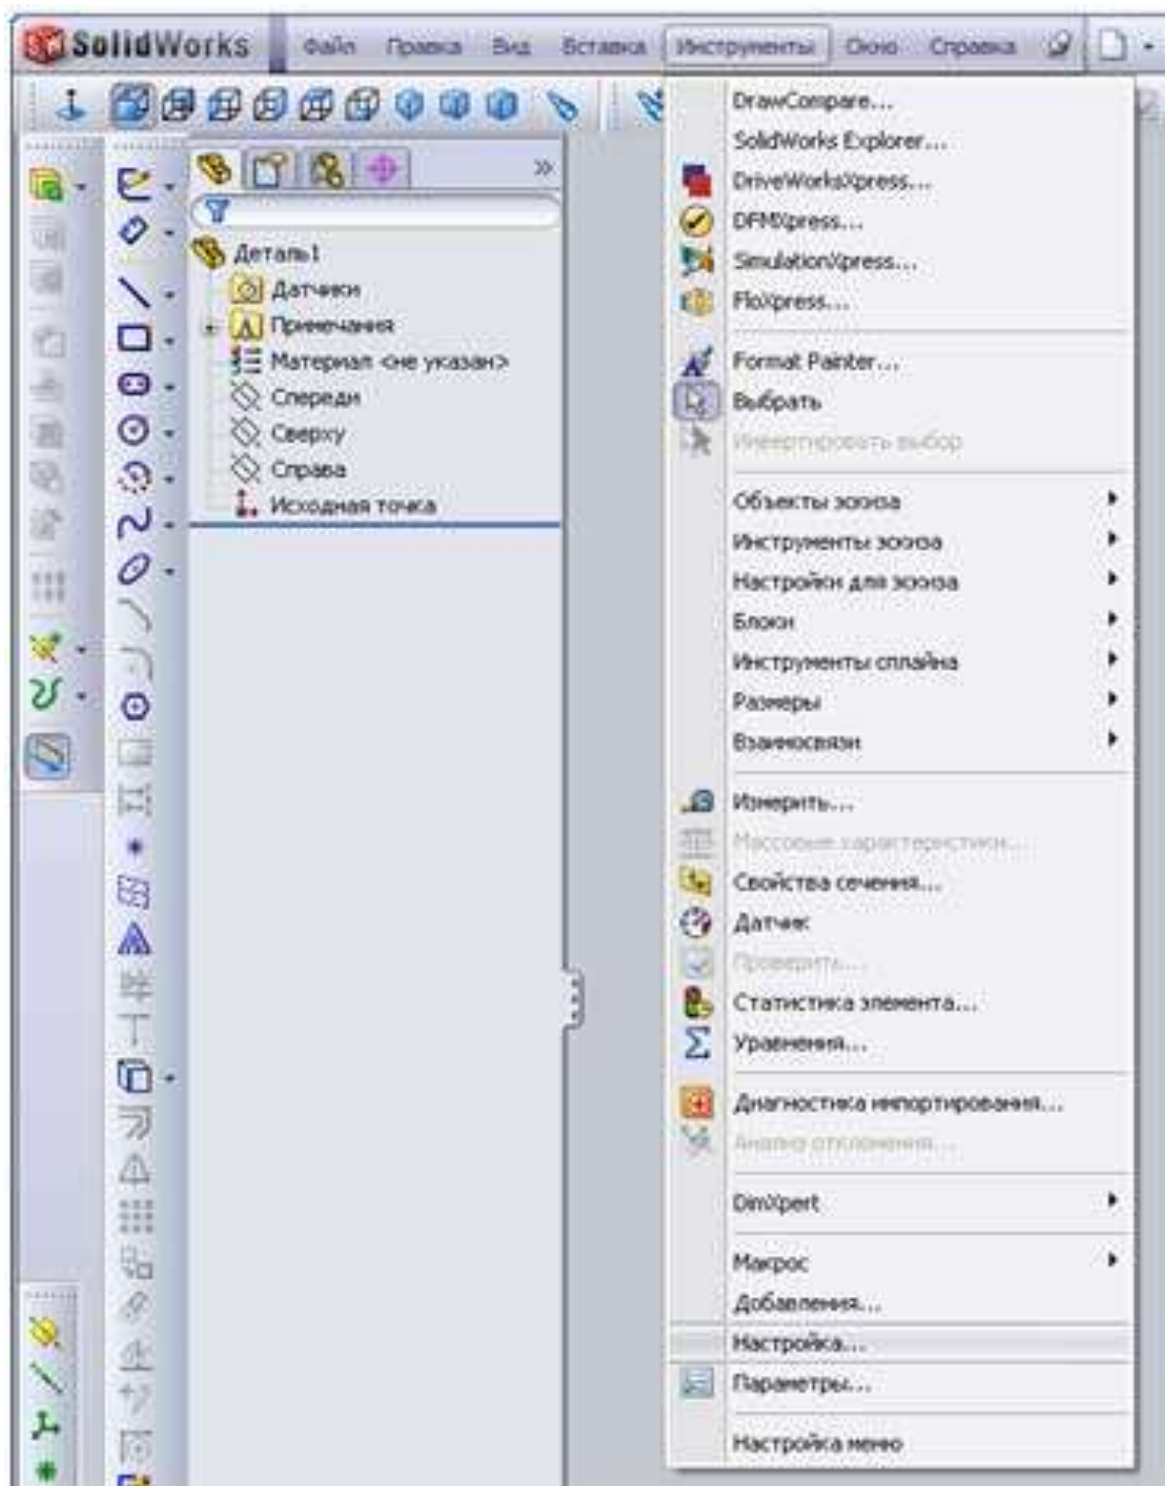 SolidWorks Файл Правка Вид Вставка Инструменты Окно Справка
DrawCompare...
SolidWorks Explorer...
DriveWorksXpress...
DFMXpress...
SimulationXpress...
FloXpress...
Format Painter...
Выбрать
Инвертировать выбор
Объекты эскиза
Инструменты эскиза
Настройки для эскиза
Блоки
Инструменты сплайна
Размеры
Взаимосвязи
Измерить...
Массовые характеристики...
Свойства сечения...
Датчик
Проверить...
Статистика элемента...
Уравнения...
Диагностика импортирования...
Анализ отклонения...
DimXpert
Макрос
Добавления...
Настройка...
Параметры...
Настройка меню
Деталь1
Датчики
Примечания
Материал <не указан>
Спереди
Сверху
Справа
Исходная точка